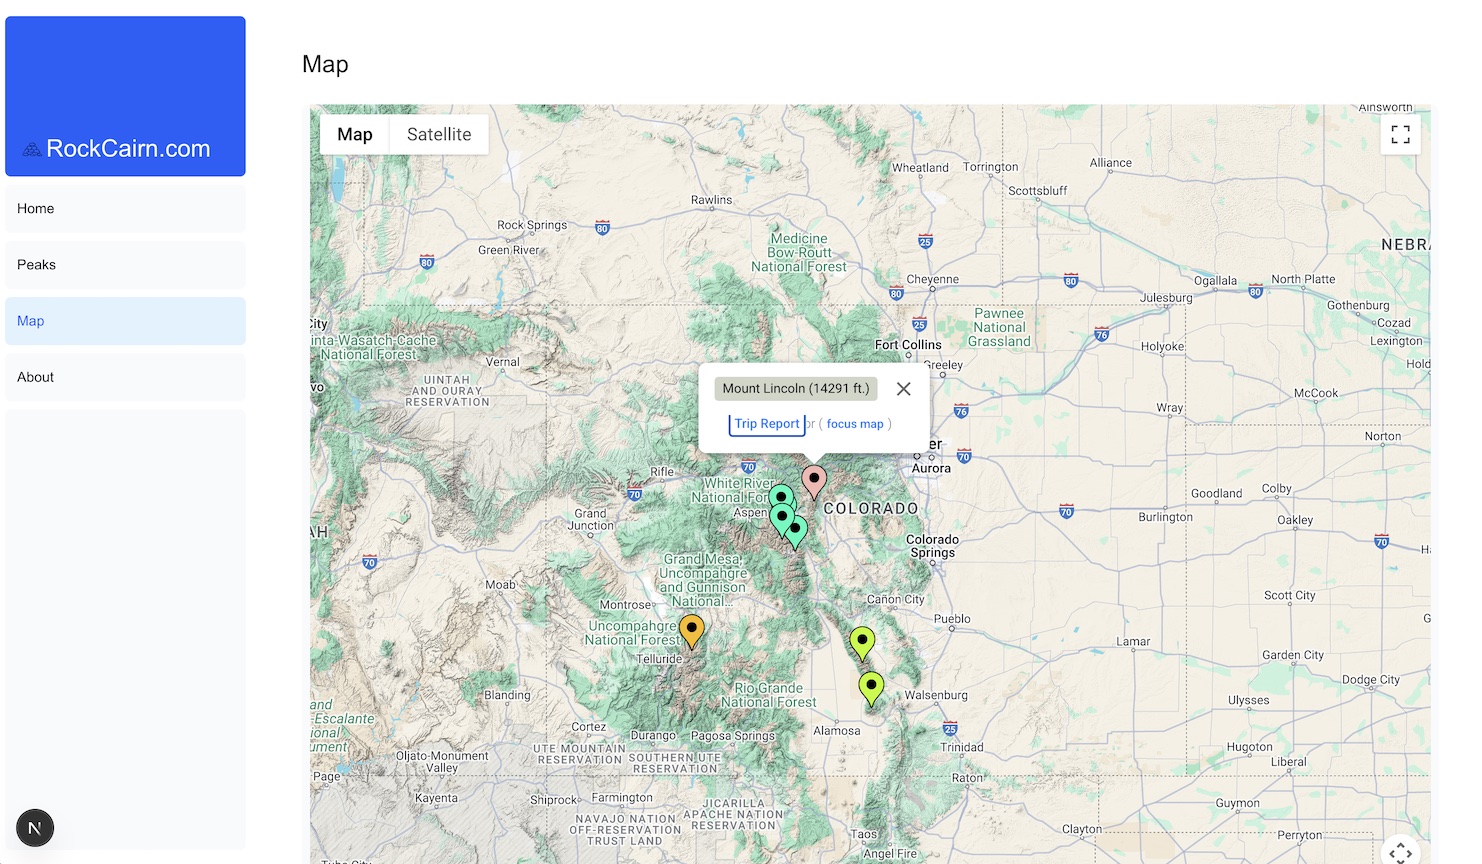 RockCairn.com
Home
Peaks
Map
About
N
Map
Map
Satellite
Ainsworth
Wheatland
Torrington
Alliance
Scottsbluff
Rawlins
Rock Springs
80
Green River
80
25
Medicine
Bow-Routt
National Forest
NEBR
Cheyenne
80
80
Ogallala
80
North Platte
Julesburg
Gothenburg
Cozad
Lexington
Pawnee
National
Grassland
25
76
City
inta-Wasatch-Cache
National Forest
Vernal
Fort Collins
Greeley
Holyoke
Hold
UINTAH
AND OURAY
RESERVATION
vo
Mount Lincoln (14291 ft.)
Trip Report or ( focus map )
McCook
Wray
76
er
Aurora
70
Norton
Rifle
70
70
White River
National For
Aspen
COLORADO
Goodland
Colby
Burlington
70
Oakley
70
Grand
Junction
AH
70
Colorado
Springs
Grand Mesa,
Uncompahgre
and Gunnison
National...
Moab
Montrose
Cañon City
Pueblo
Scott City
G
Uncompahgre
National Forest
Telluride
Lamar
Garden City
Dodge City
Blanding
Rio Grande
National Forest
Walsenburg
Ulysses
and
-Escalante
ional
ument
Cortez
Durango
Pagosa Springs
Alamosa
25
Trinidad
Hugoton
Liberal
Oljato-Monument
Valley
UTE MOUNTAIN
RESERVATION
SOUTHERN UTE
RESERVATION
Page
Raton
Kayenta
Shiprock
Farmington
JICARILLA
APACHE NATION
RESERVATION
NAVAJO NATION
OFF-RESERVATION
TRUST LAND
Guymon
Clayton
Perryton
Taos
Angel Fire